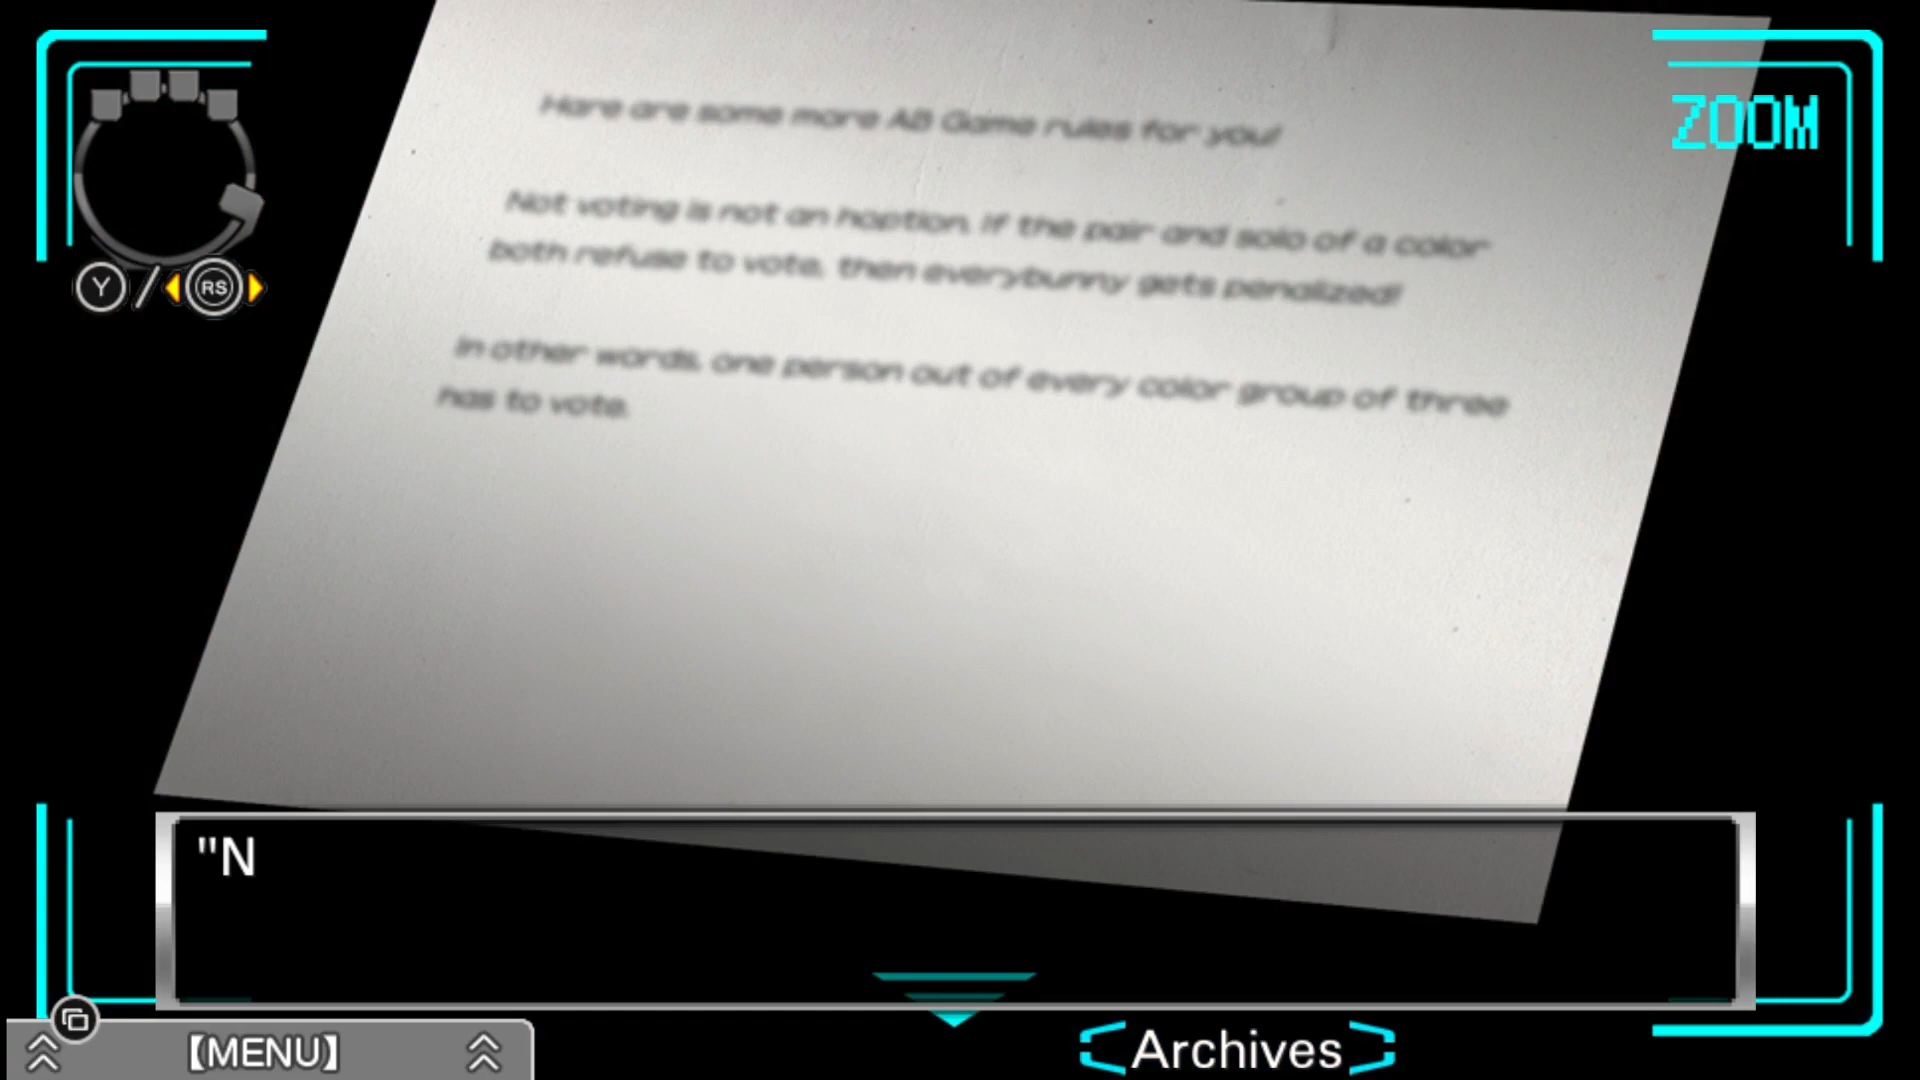 ZOOM
Hare are some more AB Game rules for you!
Not voting is not an hoption. If the pair and solo of a color
both refuse to vote, then everybunny gets penalized!
In other words, one person out of every color group of three
has to vote.
Y / RS
"N
【MENU】
Archives